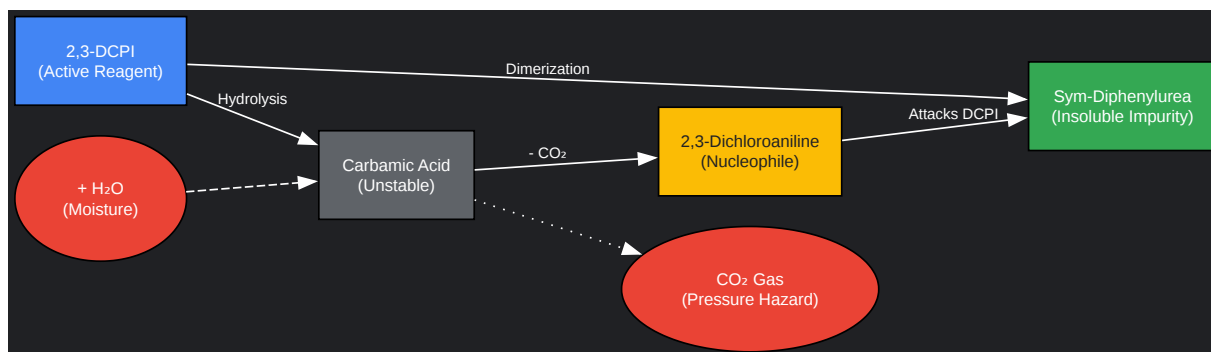 2,3-DCPI
(Active Reagent)
Dimerization
Hydrolysis
+ H₂O
(Moisture)
Carbamic Acid
(Unstable)
- CO₂
2,3-Dichloroaniline
(Nucleophile)
Attacks DCPI
Sym-Diphenylurea
(Insoluble Impurity)
CO₂ Gas
(Pressure Hazard)